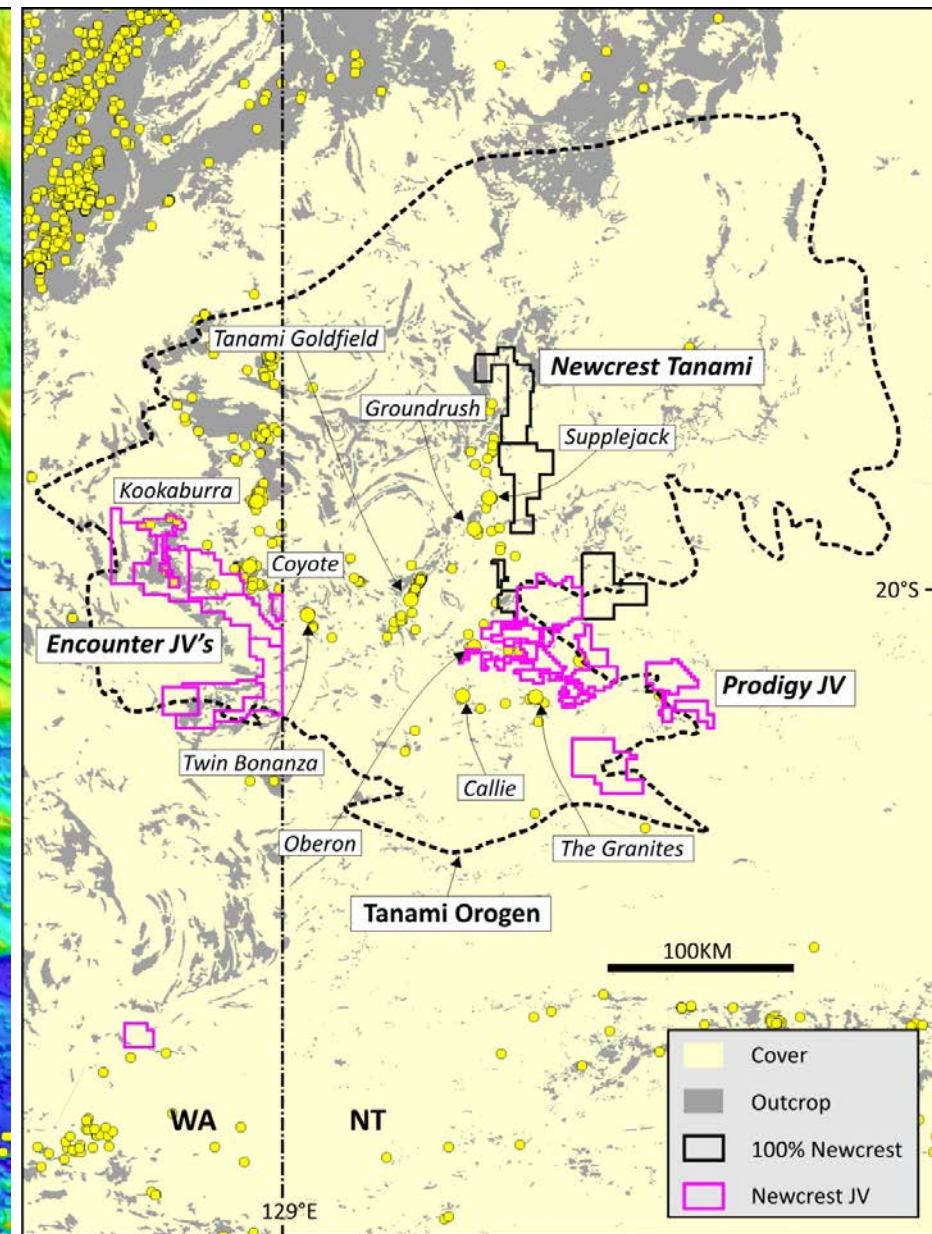 Tanami Goldfield
Newcrest Tanami
Groundrush
Supplejack
Kookaburra
Coyote
20°S
Encounter JV's
Prodigy JV
Twin Bonanza
Callie
Oberon
The Granites
Tanami Orogen
100KM
Cover
Outcrop
WA
NT
100% Newcrest
Newcrest JV
129°E